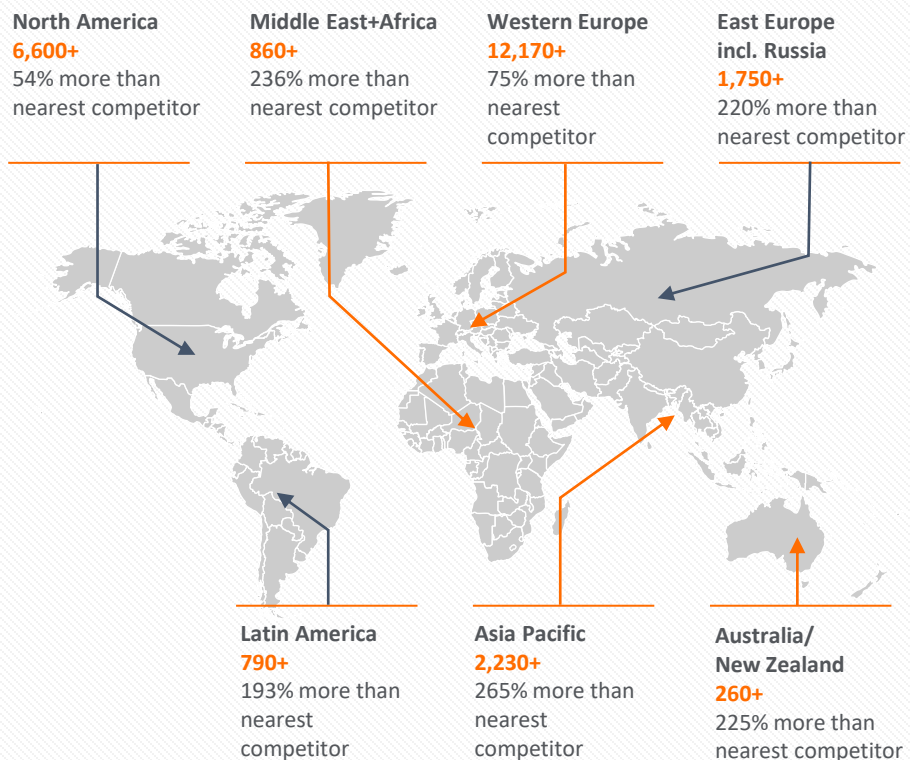 North America
6,600+
54% more than
nearest competitor
Middle East+Africa
860+
236% more than
nearest competitor
Western Europe
12,170+
75% more than
nearest
competitor
East Europe
incl. Russia
1,750+
220% more than
nearest competitor
Latin America
790+
193% more than
nearest
competitor
Asia Pacific
2,230+
265% more than
nearest
competitor
Australia/
New Zealand
260+
225% more than
nearest competitor